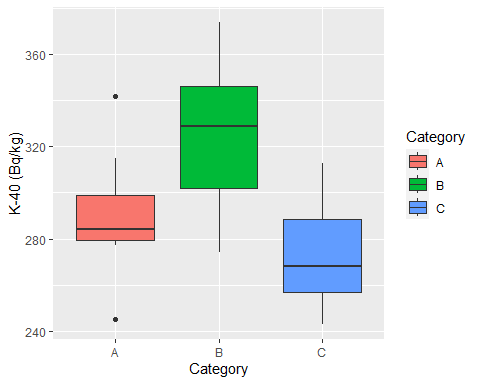 K-40 (Bq/kg)
360
320
280
240
A
B
C
Category
Category
A
B
C